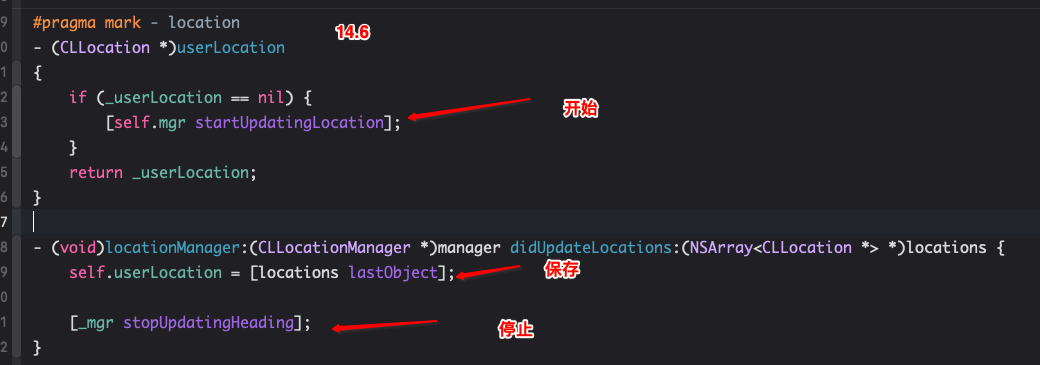 9 #pragma mark - location
14.6
0 - (CLLocation *)userLocation
1 {
2 if (_userLocation == nil) {
开始
3 [self.mgr startUpdatingLocation];
4 }
5 return _userLocation;
6 }
7
8 - (void)locationManager:(CLLocationManager *)manager didUpdateLocations:(NSArray<CLLocation *> *)locations {
9 self.userLocation = [locations lastObject];
保存
0
1 [_mgr stopUpdatingHeading];
停止
2 }